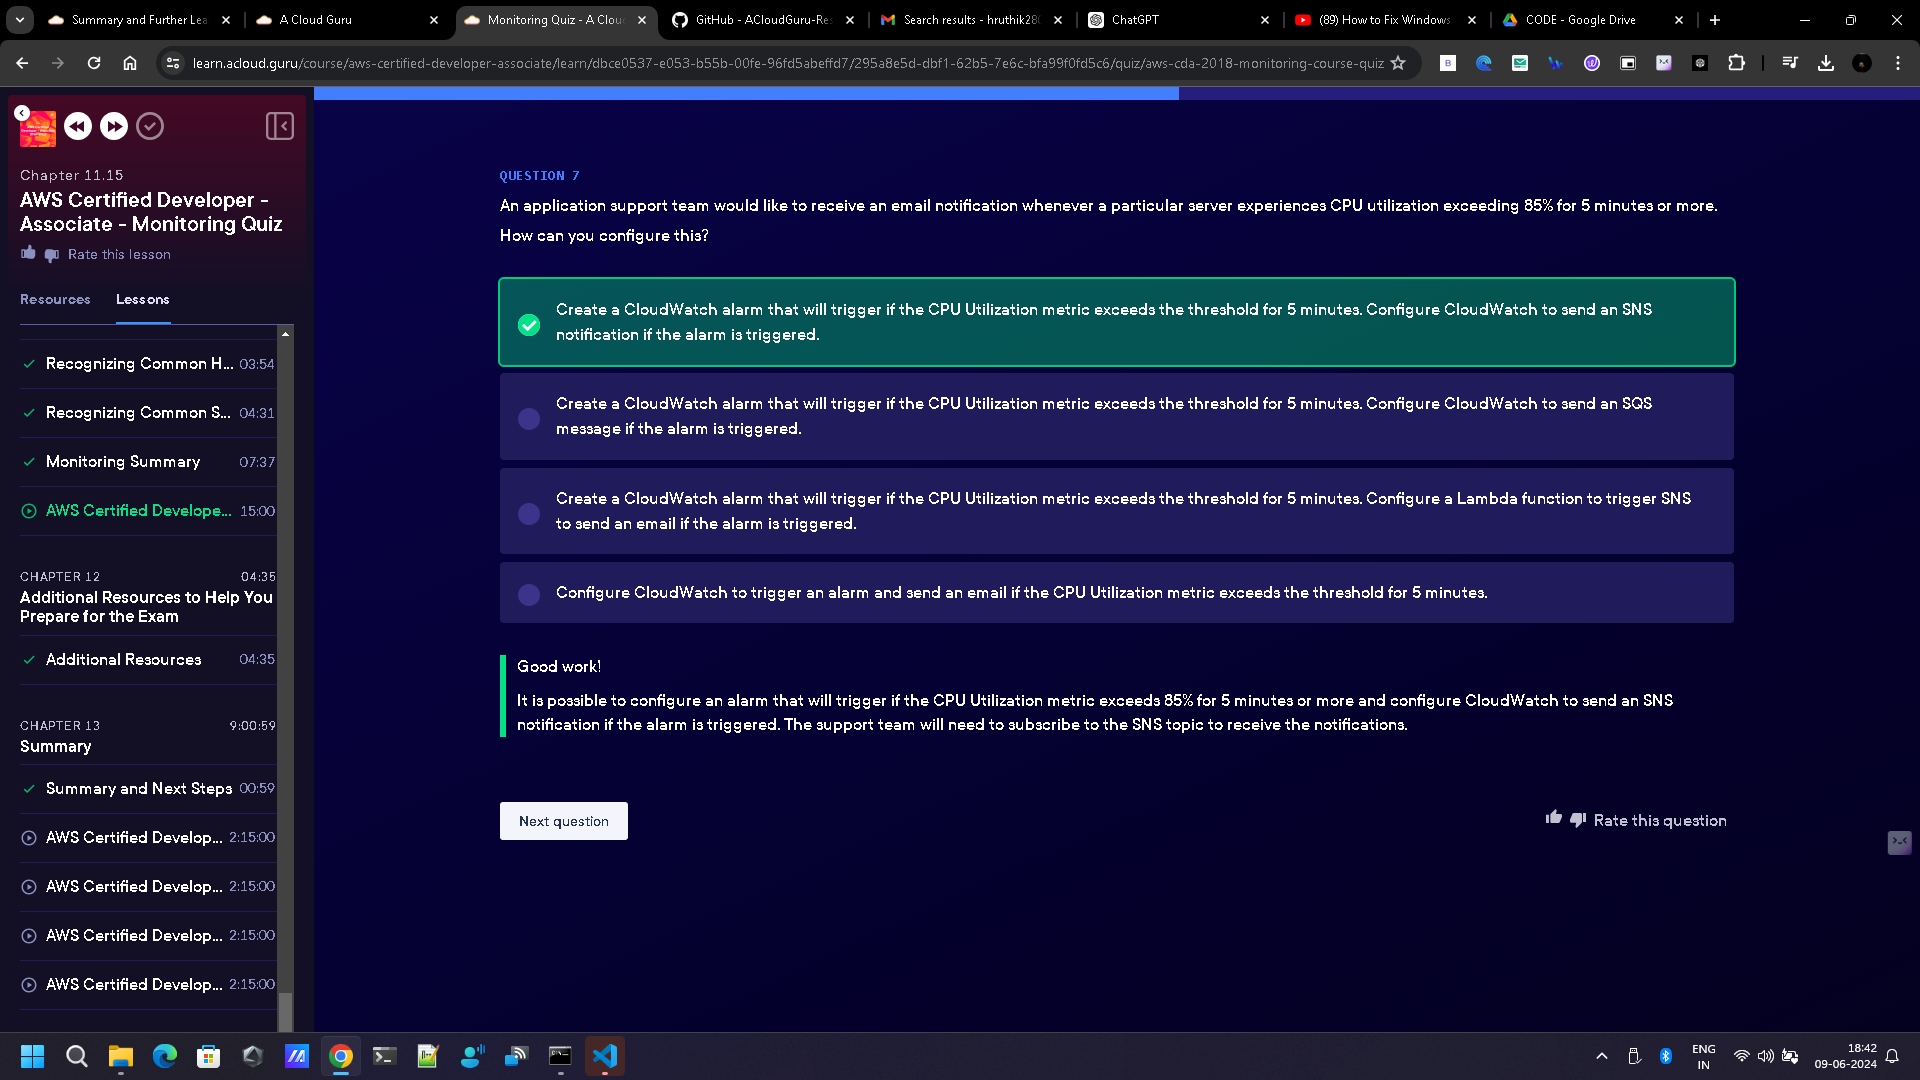 Summary and Further Lea
A Cloud Guru
Monitoring Quiz - A Clou
GitHub - ACloudGuru-Res
Search results - hruthik280
ChatGPT
(89) How to Fix Windows
CODE - Google Drive
learn.acloud.guru/course/aws-certified-developer-associate/learn/dbce0537-e053-b55b-00fe-96fd5abeffd7/295a8e5d-dbf1-62b5-7e6c-bfa99f0fd5c6/quiz/aws-cda-2018-monitoring-course-quiz
Chapter 11.15
AWS Certified Developer -
Associate - Monitoring Quiz
Rate this lesson
Resources Lessons
Recognizing Common H... 03:54
Recognizing Common S... 04:31
Monitoring Summary 07:37
AWS Certified Develope... 15:00
CHAPTER 12 04:35
Additional Resources to Help You
Prepare for the Exam
Additional Resources 04:35
CHAPTER 13 9:00:59
Summary
Summary and Next Steps 00:59
AWS Certified Develop... 2:15:00
AWS Certified Develop... 2:15:00
AWS Certified Develop... 2:15:00
AWS Certified Develop... 2:15:00
QUESTION 7
An application support team would like to receive an email notification whenever a particular server experiences CPU utilization exceeding 85% for 5 minutes or more.
How can you configure this?
Create a CloudWatch alarm that will trigger if the CPU Utilization metric exceeds the threshold for 5 minutes. Configure CloudWatch to send an SNS
notification if the alarm is triggered.
Create a CloudWatch alarm that will trigger if the CPU Utilization metric exceeds the threshold for 5 minutes. Configure CloudWatch to send an SQS
message if the alarm is triggered.
Create a CloudWatch alarm that will trigger if the CPU Utilization metric exceeds the threshold for 5 minutes. Configure a Lambda function to trigger SNS
to send an email if the alarm is triggered.
Configure CloudWatch to trigger an alarm and send an email if the CPU Utilization metric exceeds the threshold for 5 minutes.
Good work!
It is possible to configure an alarm that will trigger if the CPU Utilization metric exceeds 85% for 5 minutes or more and configure CloudWatch to send an SNS
notification if the alarm is triggered. The support team will need to subscribe to the SNS topic to receive the notifications.
Next question
Rate this question
ENG
IN
18:42
09-06-2024